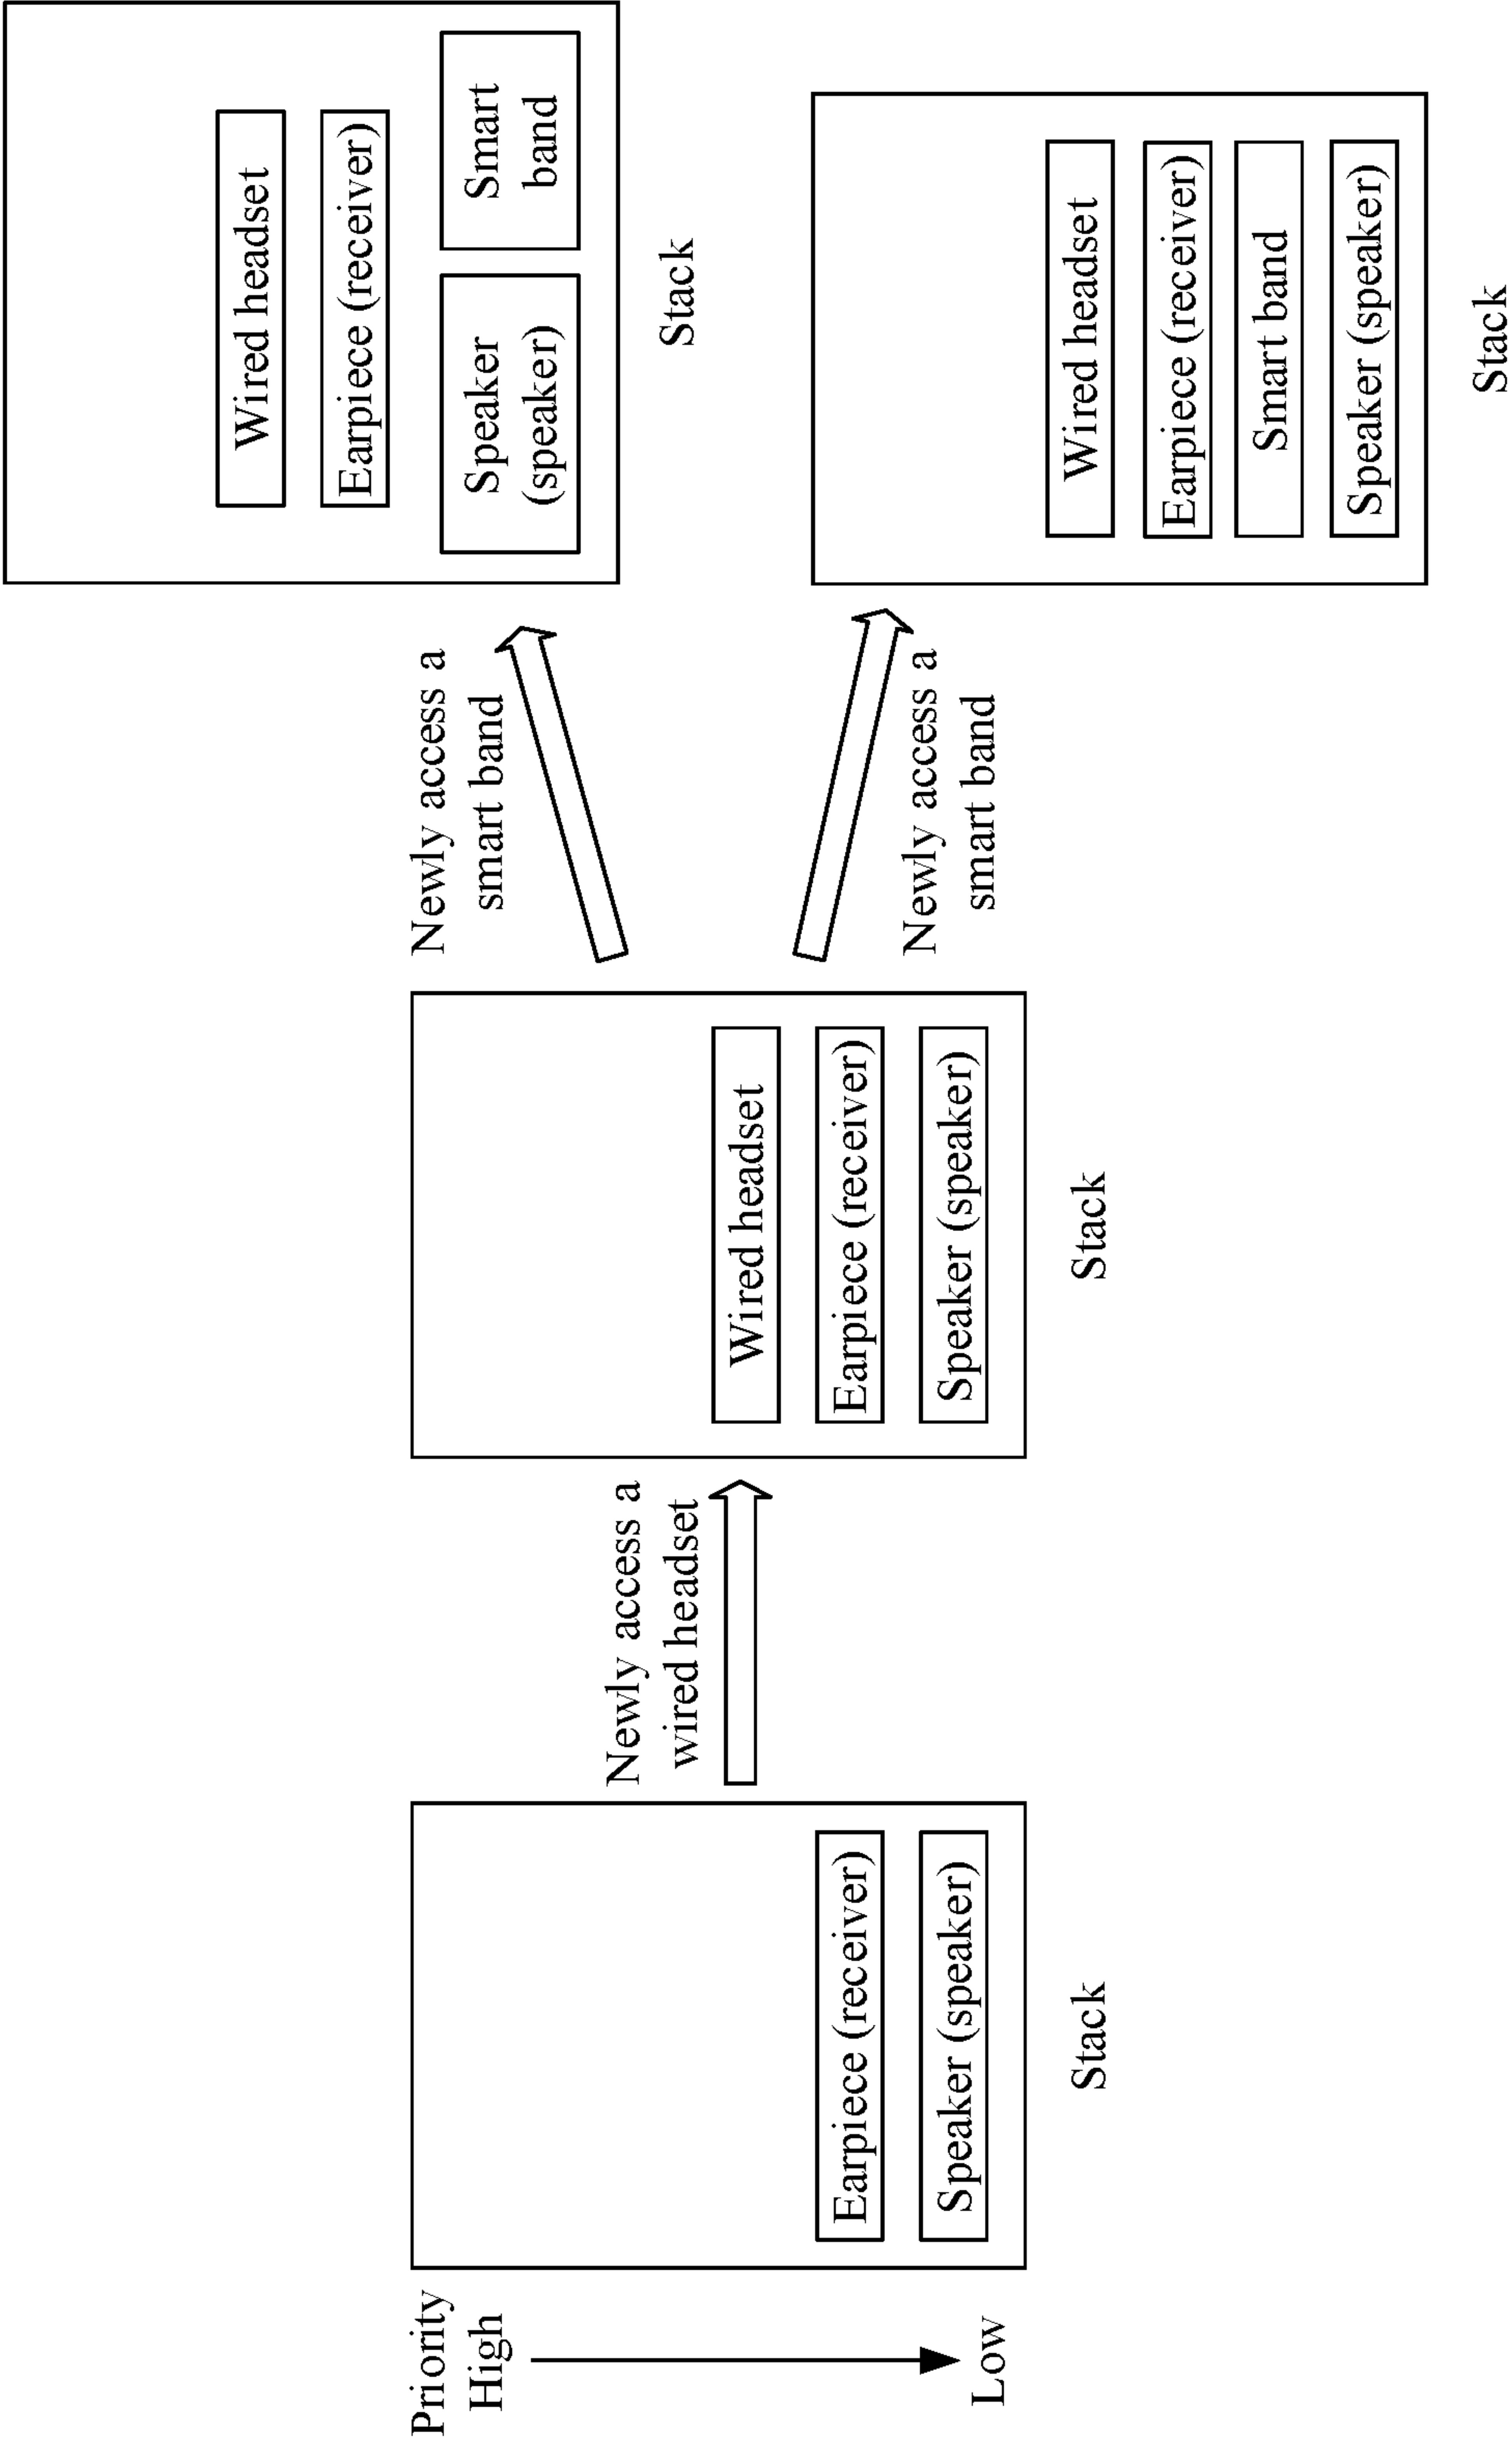 Priority
High
Low
Earpiece (receiver)
Speaker (speaker)
Stack
Newly access a
wired headset
Wired headset
Earpiece (receiver)
Speaker (speaker)
Stack
Newly access a
smart band
Wired headset
Earpiece (receiver)
Speaker
(speaker)
Smart
band
Stack
Newly access a
smart band
Wired headset
Earpiece (receiver)
Smart band
Speaker (speaker)
Stack